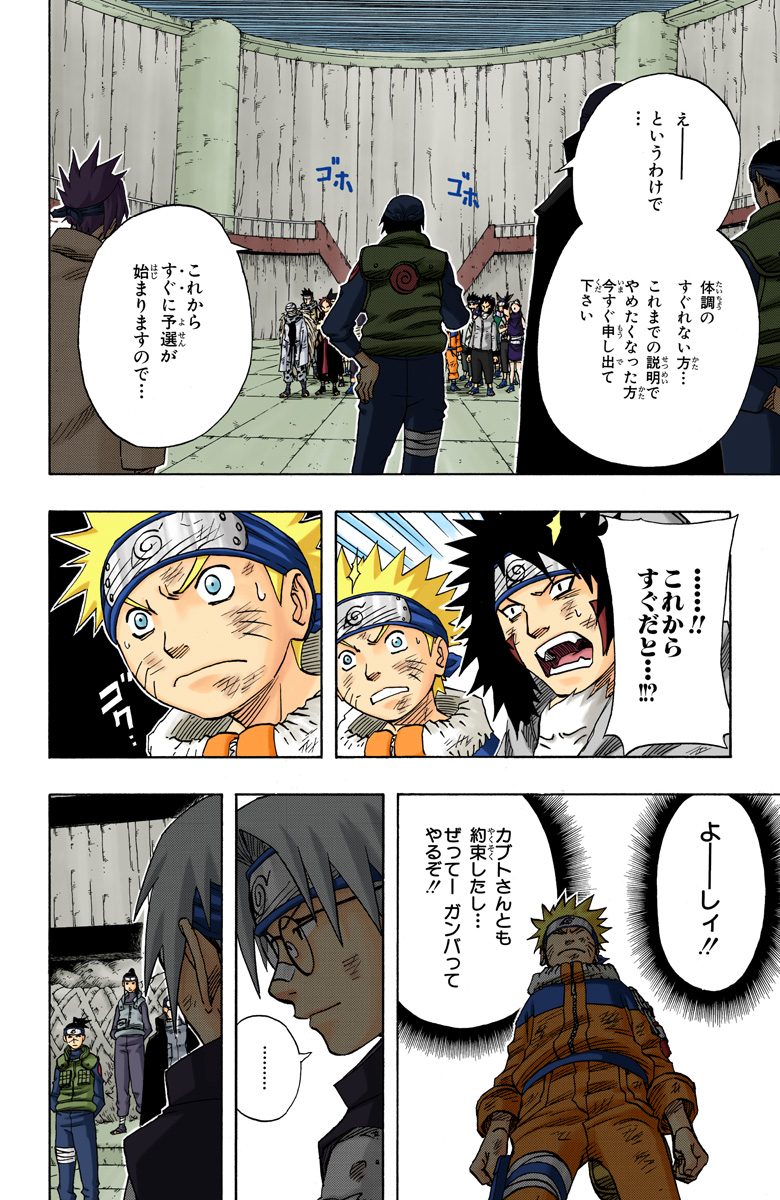 えーー
というわけで
…
体調の
すぐれない方…
これまでの説明で
やめたくなった方
今すぐ申し出て
下さい
ゴホ
ゴホ
これから
すぐに予選が
始まりますので…
……!!
これから
すぐだと…!!?
ゴク…
よーーしィ!!
カブトさんとも
約束したし…
ぜってー ガンバって
やるぞ!!
………